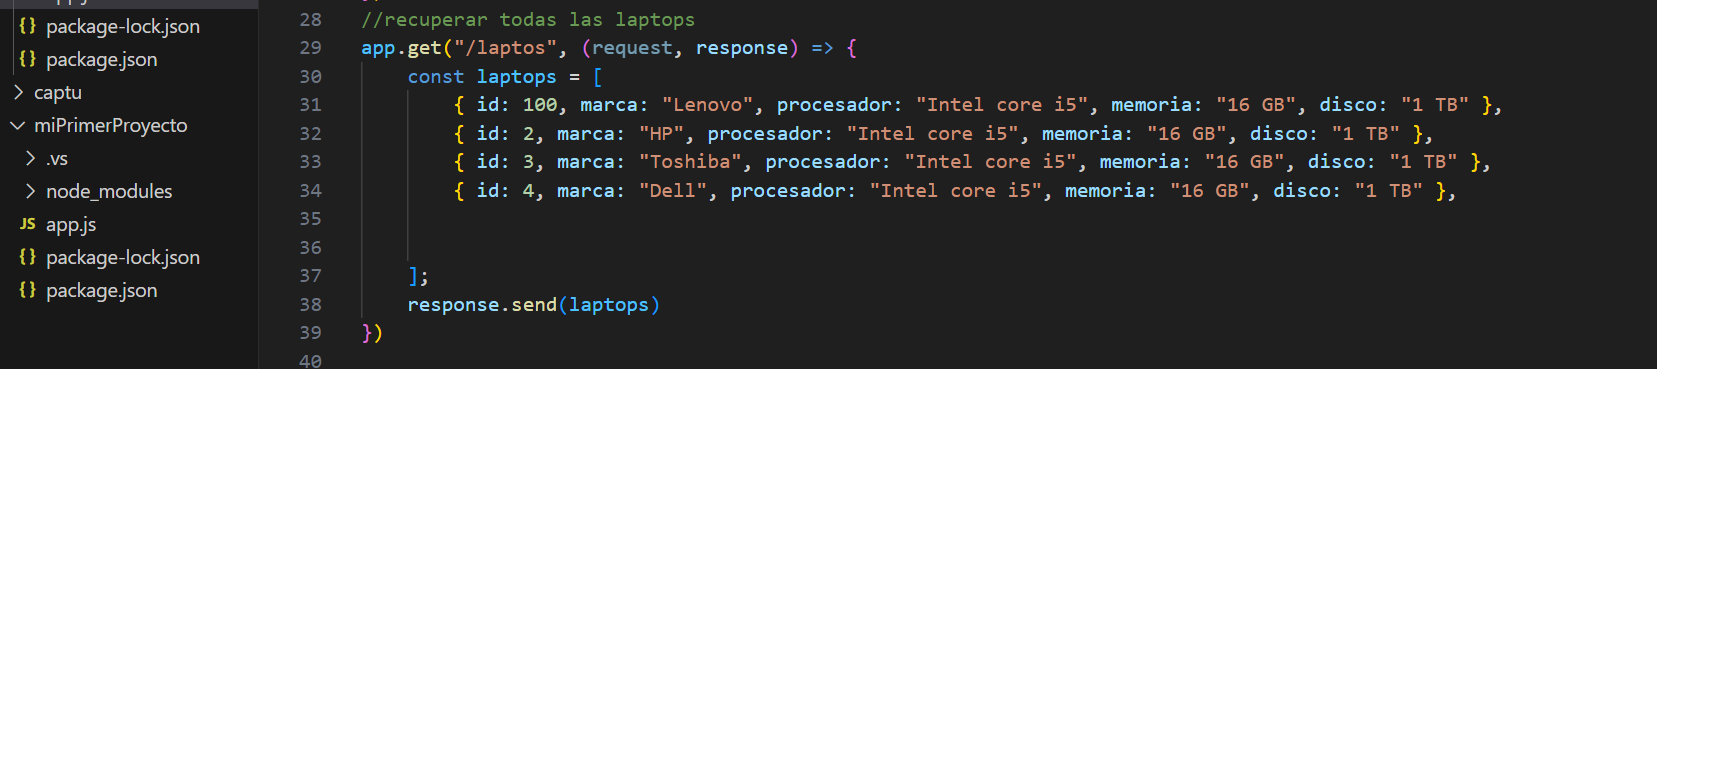 package-lock.json
package.json
captu
miPrimerProyecto
.vs
node_modules
JS app.js
package-lock.json
package.json
28 //recuperar todas las laptops
29 app.get("/laptos", (request, response) => {
30 const laptops = [
31 { id: 100, marca: "Lenovo", procesador: "Intel core i5", memoria: "16 GB", disco: "1 TB" },
32 { id: 2, marca: "HP", procesador: "Intel core i5", memoria: "16 GB", disco: "1 TB" },
33 { id: 3, marca: "Toshiba", procesador: "Intel core i5", memoria: "16 GB", disco: "1 TB" },
34 { id: 4, marca: "Dell", procesador: "Intel core i5", memoria: "16 GB", disco: "1 TB" },
35
36
37 ];
38 response.send(laptops)
39 })
40